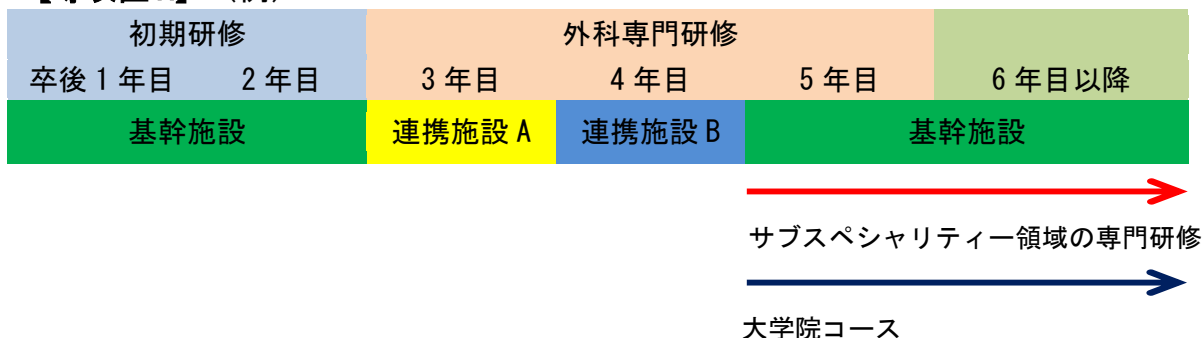 初期研修 外科専門研修
卒後1年目 2年目 3年目 4年目 5年目 6年目以降
基幹施設 連携施設A 連携施設B 基幹施設
サブスペシャリティー領域の専門研修
大学院コース